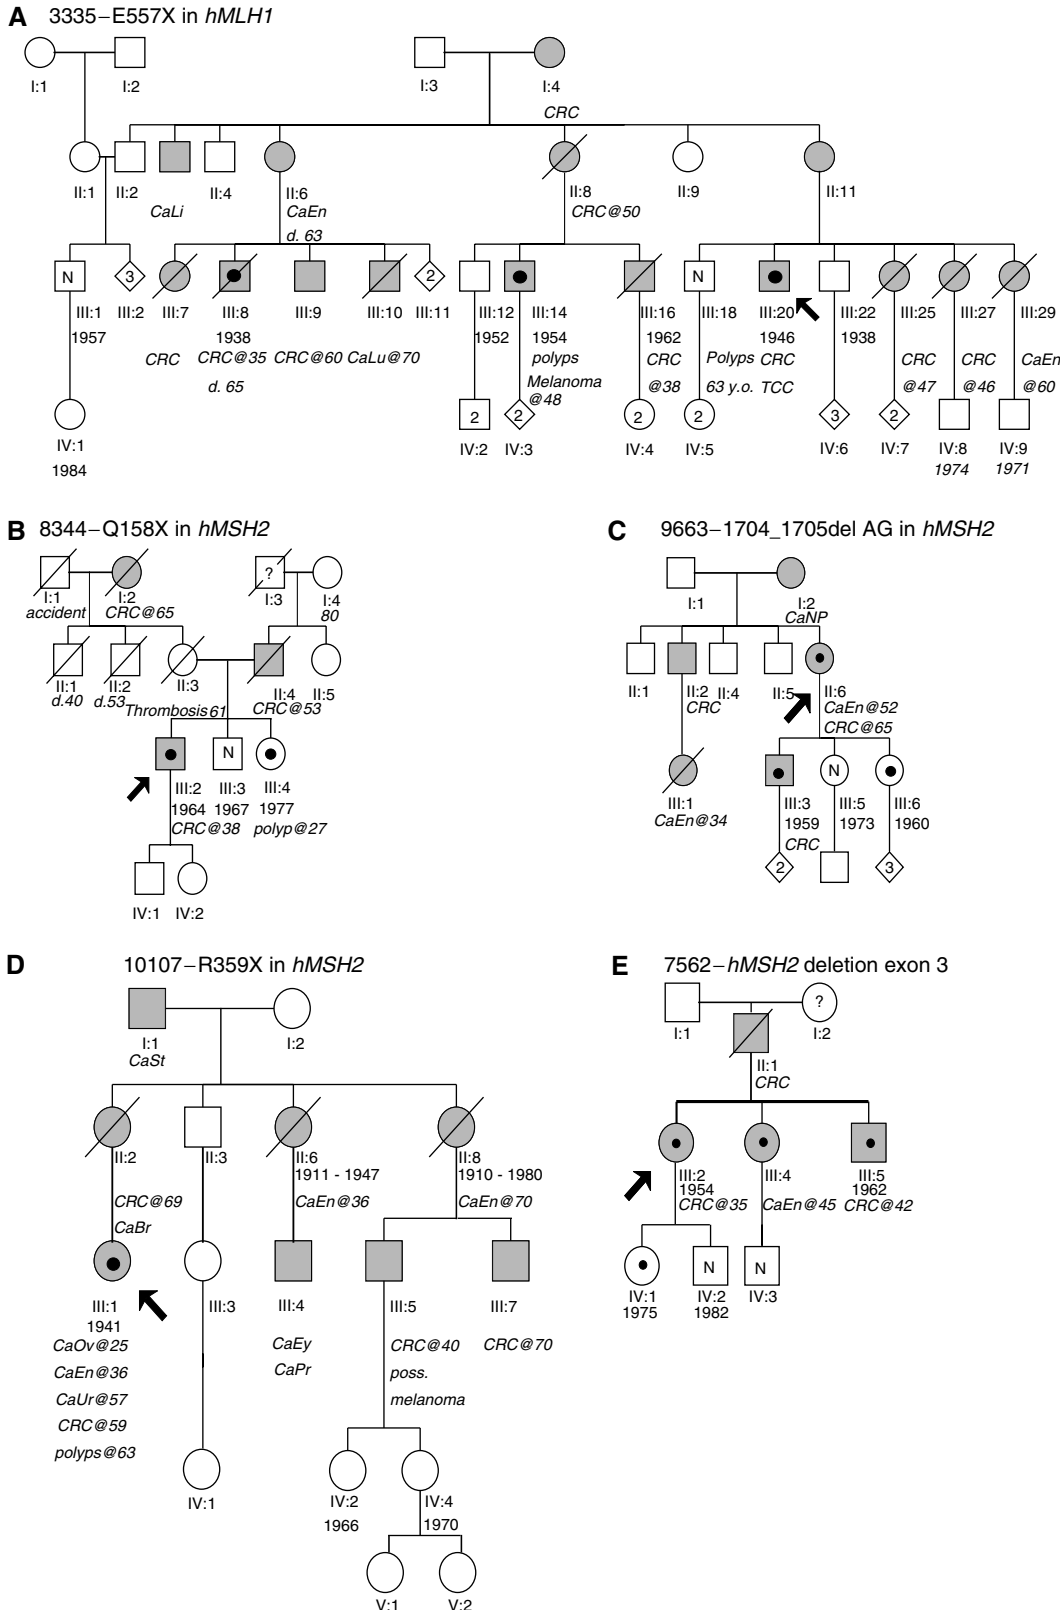 A 3335–E557X in hMLH1
I:1 I:2 I:3 I:4
CRC
II:1 II:2 II:4 II:6 II:8 II:9 II:11
CaLi CaEn CRC@50
d. 63
N 3 2 N 2
III:1 III:2 III:7 III:8 III:9 III:10 III:11 III:12 III:14 III:16 III:18 III:20 III:22 III:25 III:27 III:29
1957 1938 1952 1954 1962 1946 1938
CRC CRC@35 CRC@60 CaLu@70 polyps CRC Polyps CRC CRC CRC CaEn
d. 65 Melanoma @38 63 y.o. TCC @47 @46 @60
@48
2 2 2 2 3 2
IV:1 IV:2 IV:3 IV:4 IV:5 IV:6 IV:7 IV:8 IV:9
1984 1974 1971
B 8344–Q158X in hMSH2
?
I:1 I:2 I:3 I:4
accident CRC@65 80
II:1 II:2 II:3 II:4 II:5
d.40 d.53 Thrombosis61 CRC@53
N
III:2 III:3 III:4
1964 1967 1977
CRC@38 polyp@27
IV:1 IV:2
C 9663–1704_1705del AG in hMSH2
I:1 I:2
CaNP
II:1 II:2 II:4 II:5 II:6
CRC CaEn@52
CRC@65
N
III:1 III:3 III:5 III:6
CaEn@34 1959 1973 1960
CRC
2 3
D 10107–R359X in hMSH2
I:1 I:2
CaSt
II:2 II:3 II:6 II:8
1911 - 1947 1910 - 1980
CRC@69 CaEn@36 CaEn@70
CaBr
III:1 III:3 III:4 III:5 III:7
1941
CaOv@25 CaEy CRC@40 CRC@70
CaEn@36 CaPr poss.
CaUr@57 melanoma
CRC@59
polyps@63
IV:1 IV:2 IV:4
1966 1970
V:1 V:2
E 7562–hMSH2 deletion exon 3
?
I:1 I:2
II:1
CRC
III:2 III:4 III:5
1954 1962
CRC@35 CaEn@45 CRC@42
N N
IV:1 IV:2 IV:3
1975 1982